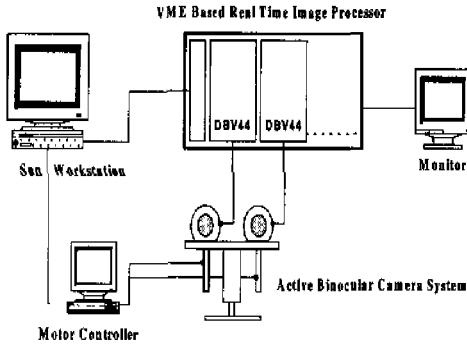 VME Based Real Time Image Processor
DBV44 DBV44
Sun Workstation
Monitor
Active Binocular Camera System
Motor Controller